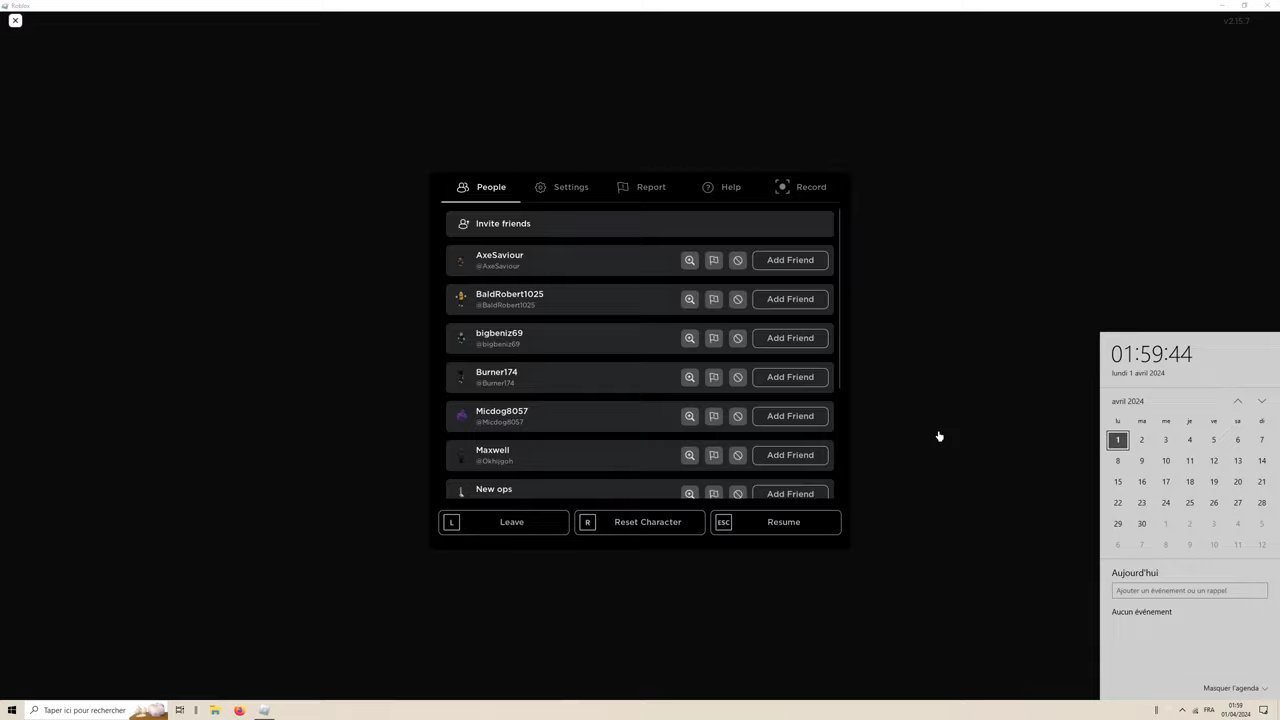 Roblox
v2.15.7
People
Settings
Report
Help
Record
Invite friends
AxeSaviour
@AxeSaviour
Add Friend
BaldRobert1025
@BaldRobert1025
Add Friend
bigbeniz69
@bigbeniz69
Add Friend
Burner174
@Burner174
Add Friend
Micdog8057
@Micdog8057
Add Friend
Maxwell
@Okhijgoh
Add Friend
New ops
Add Friend
L Leave
R Reset Character
ESC Resume
01:59:44
lundi 1 avril 2024
avril 2024
lu ma me je ve sa di
1 2 3 4 5 6 7
8 9 10 11 12 13 14
15 16 17 18 19 20 21
22 23 24 25 26 27 28
29 30 1 2 3 4 5
6 7 8 9 10 11 12
Aujourd'hui
Ajouter un événement ou un rappel
Aucun événement
Masquer l'agenda
Taper ici pour rechercher
FRA
01:59
01/04/2024